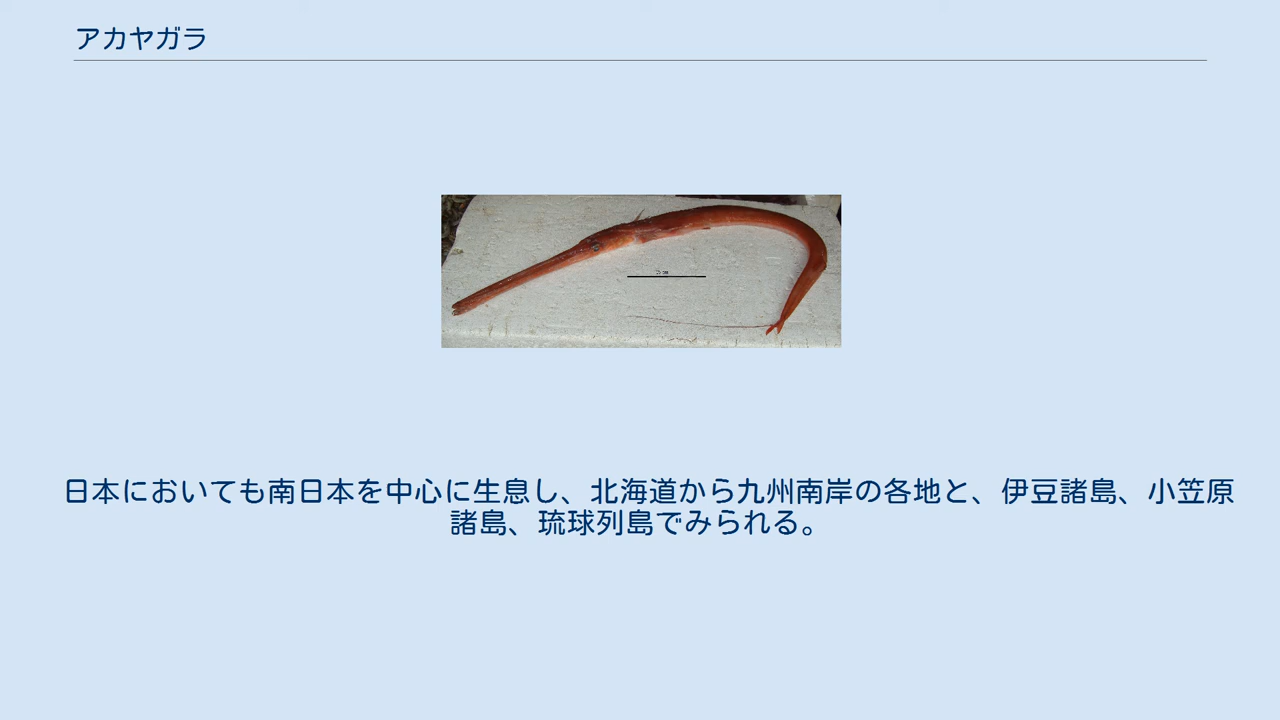 アカヤガラ
日本においても南日本を中心に生息し、北海道から九州南岸の各地と、伊豆諸島、小笠原
諸島、琉球列島でみられる。